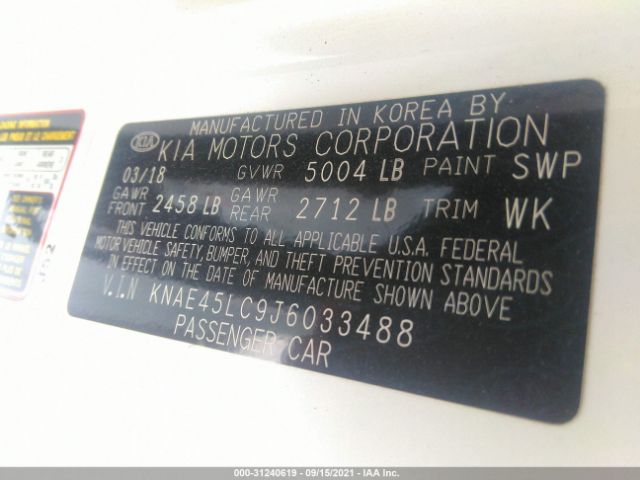 MANUFACTURED IN KOREA BY
KIA KIA MOTORS CORPORATION
03/18 GVWR 5004 LB PAINT SWP
GAWR FRONT 2458 LB GAWR REAR 2712 LB TRIM WK
THIS VEHICLE CONFORMS TO ALL APPLICABLE U.S.A. FEDERAL
MOTOR VEHICLE SAFETY, BUMPER, AND THEFT PREVENTION STANDARDS
IN EFFECT ON THE DATE OF MANUFACTURE SHOWN ABOVE
V.I.N KNAE45LC9J6033488
PASSENGER CAR
000-31240619 - 09/15/2021 - IAA Inc.